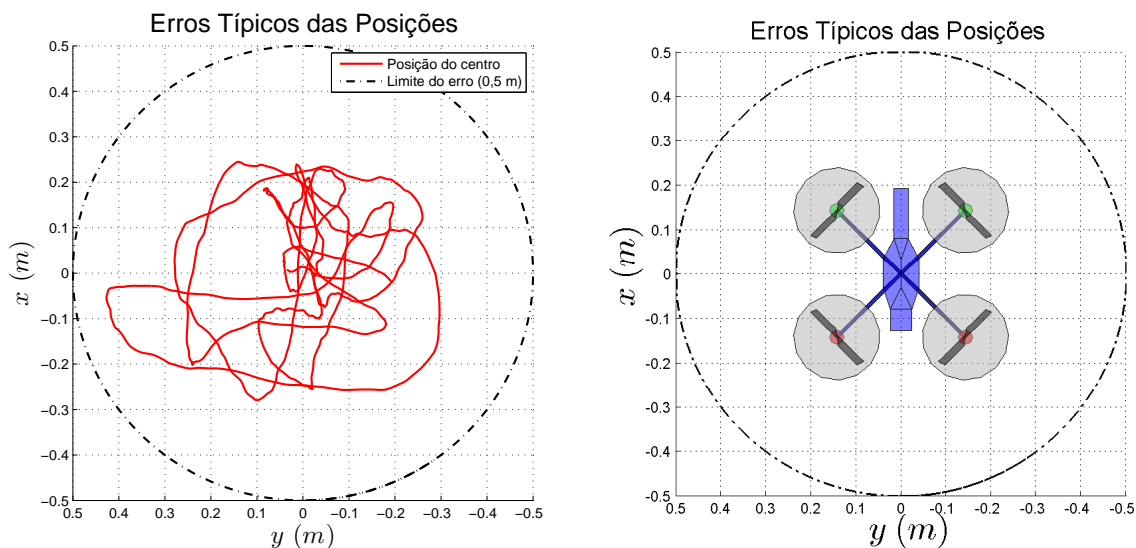 Erros Típicos das Posições
Posição do centro
Limite do erro (0,5 m)
x (m)
0.5
0.4
0.3
0.2
0.1
0
−0.1
−0.2
−0.3
−0.4
−0.5
0.5 0.4 0.3 0.2 0.1 0 −0.1 −0.2 −0.3 −0.4 −0.5
y (m)
Erros Típicos das Posições
x (m)
0.5
0.4
0.3
0.2
0.1
0
-0.1
-0.2
-0.3
-0.4
-0.5
0.5 0.4 0.3 0.2 0.1 0 -0.1 -0.2 -0.3 -0.4 -0.5
y (m)